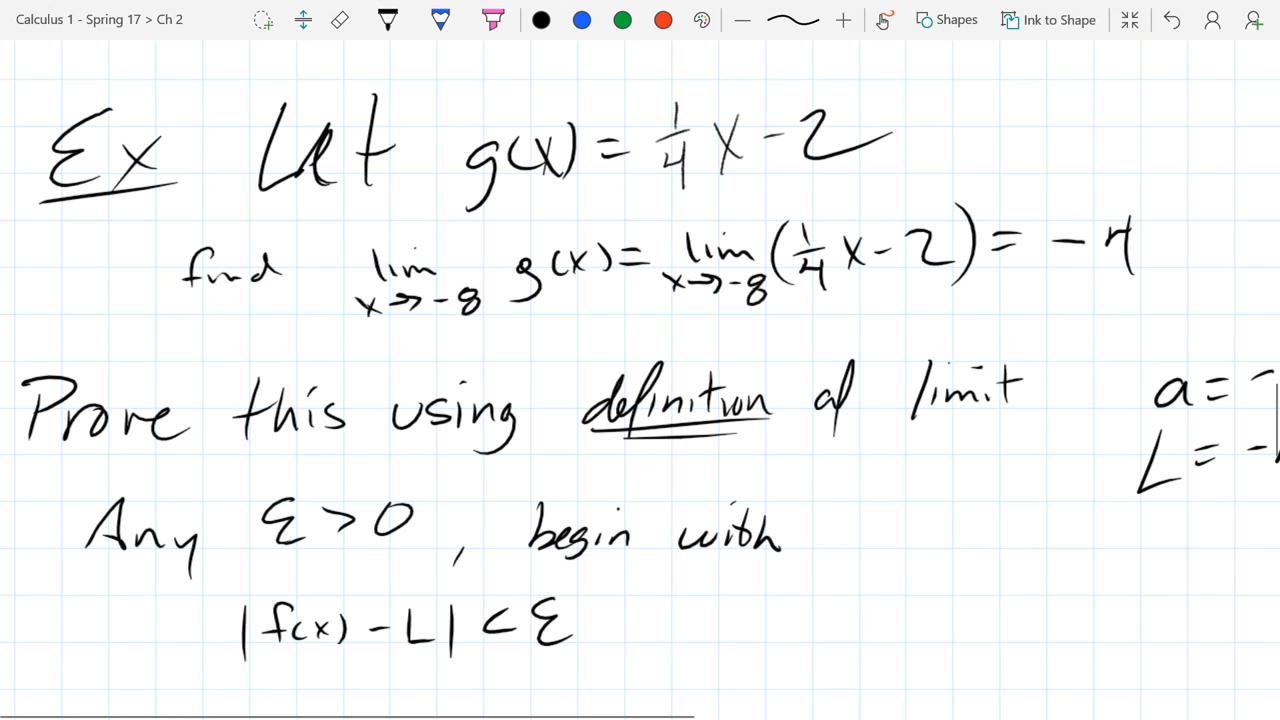 Calculus 1 - Spring 17 > Ch 2
Shapes
Ink to Shape
Ex Let g(x) = 1/4 x - 2
find lim x→-8 g(x) = lim x→-8 (1/4 x - 2) = -4
Prove this using definition of limit
a = -
L = -
Any ε > 0, begin with
|f(x) - L| < ε